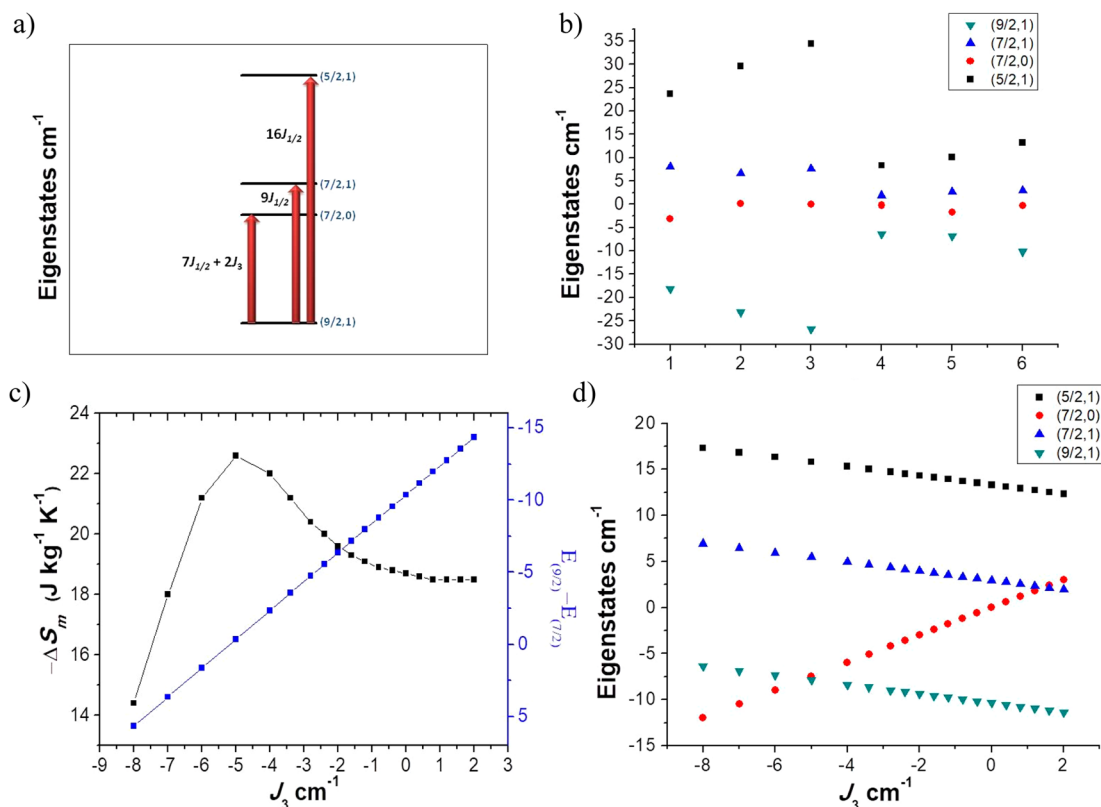 a)
Eigenstates cm⁻¹
(5/2,1)
16J₁/₂
(7/2,1)
9J₁/₂
(7/2,0)
7J₁/₂ + 2J₃
(9/2,1)
b)
Eigenstates cm⁻¹
35
30
25
20
15
10
5
0
-5
-10
-15
-20
-25
-30
1 2 3 4 5 6
(9/2,1)
(7/2,1)
(7/2,0)
(5/2,1)
c)
−ΔSₘ (J kg⁻¹ K⁻¹)
24
22
20
18
16
14
-9 -8 -7 -6 -5 -4 -3 -2 -1 0 1 2 3
J₃ cm⁻¹
-15
-10
-5
0
5
E(9/2)−E(7/2)
d)
(5/2,1)
(7/2,0)
(7/2,1)
(9/2,1)
Eigenstates cm⁻¹
20
15
10
5
0
-5
-10
-15
-8 -6 -4 -2 0 2
J₃ cm⁻¹